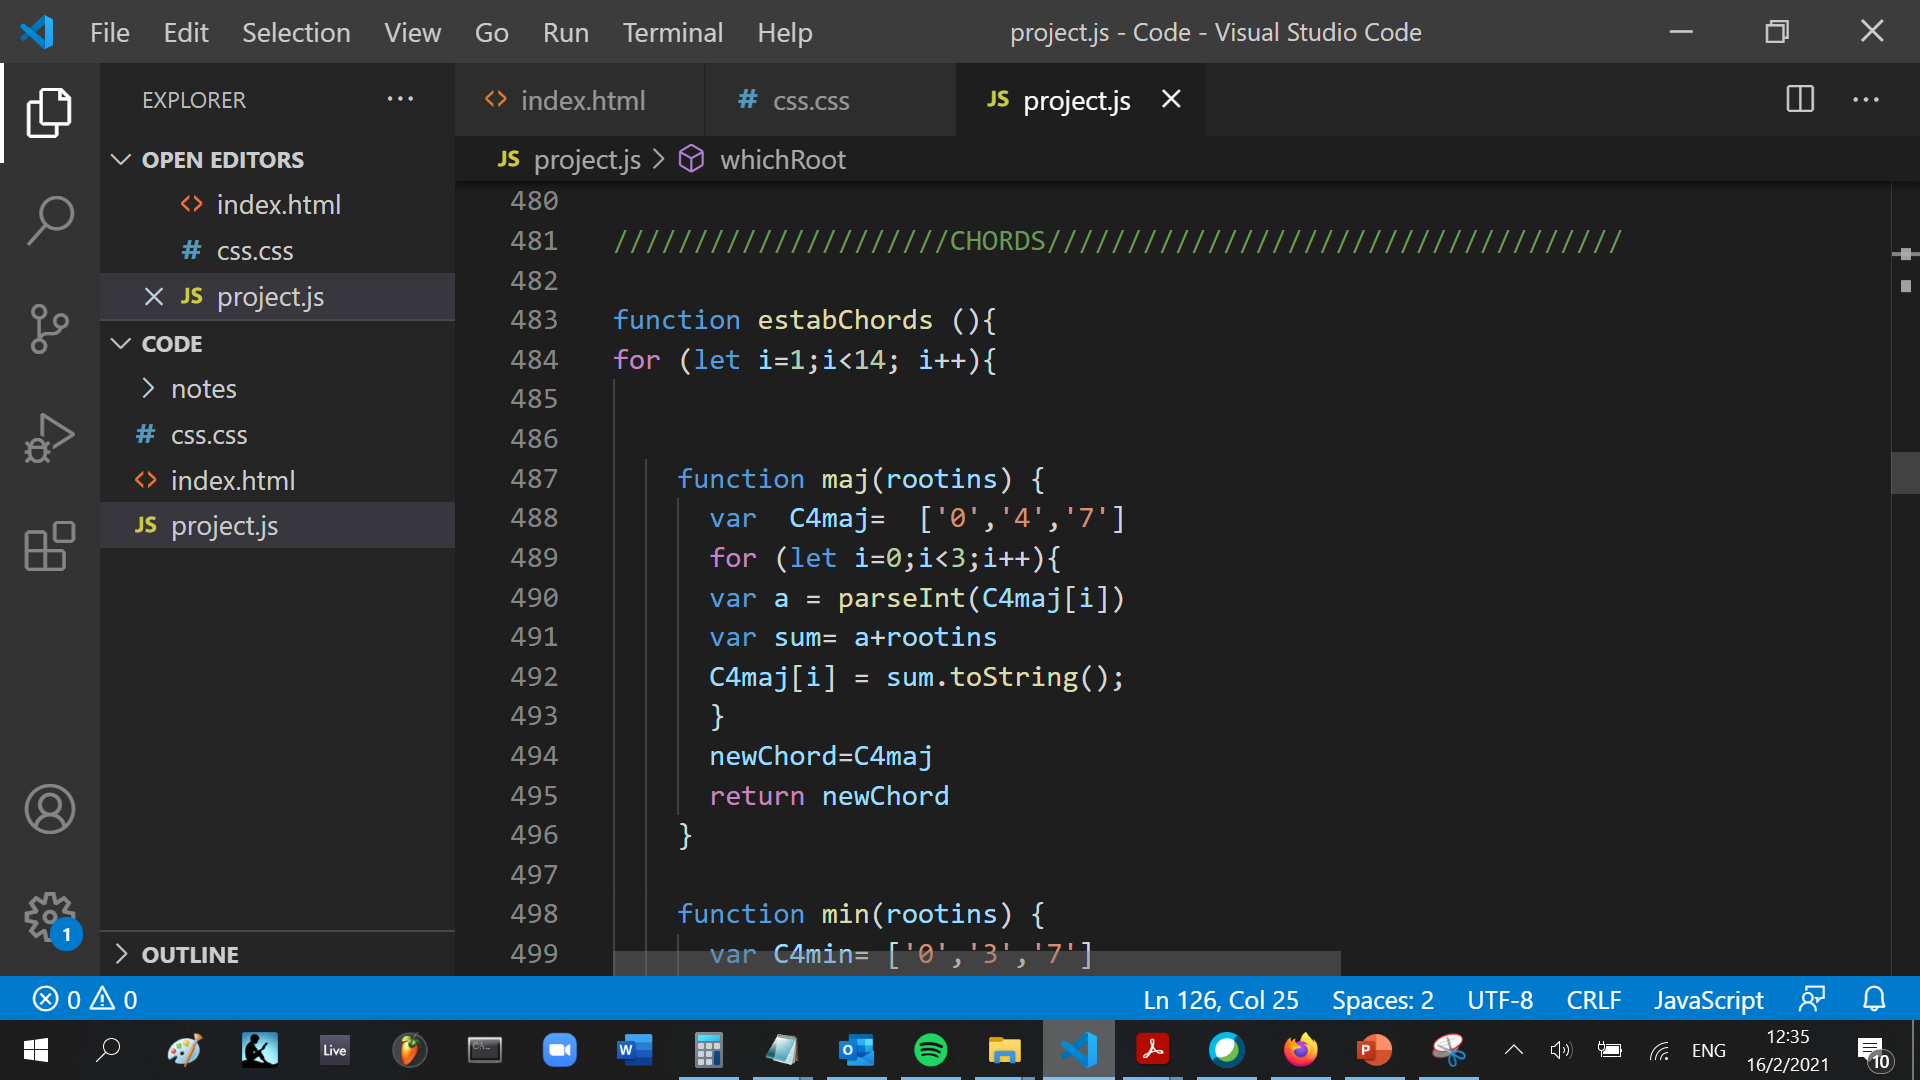 File Edit Selection View Go Run Terminal Help project.js - Code - Visual Studio Code
EXPLORER ···
index.html
css.css
JS project.js
OPEN EDITORS
index.html
css.css
JS project.js
CODE
notes
css.css
index.html
JS project.js
OUTLINE
JS project.js > whichRoot
480
481 /////////////////////CHORDS////////////////////////////////////
482
483 function estabChords (){
484 for (let i=1;i<14; i++){
485
486
487 function maj(rootins) {
488 var  C4maj=  ['0','4','7']
489 for (let i=0;i<3;i++){
490 var a = parseInt(C4maj[i])
491 var sum= a+rootins
492 C4maj[i] = sum.toString();
493 }
494 newChord=C4maj
495 return newChord
496 }
497
498 function min(rootins) {
499 var C4min= ['0','3','7']
1
0 0 Ln 126, Col 25 Spaces: 2 UTF-8 CRLF JavaScript
Live
ENG
12:35
16/2/2021
10